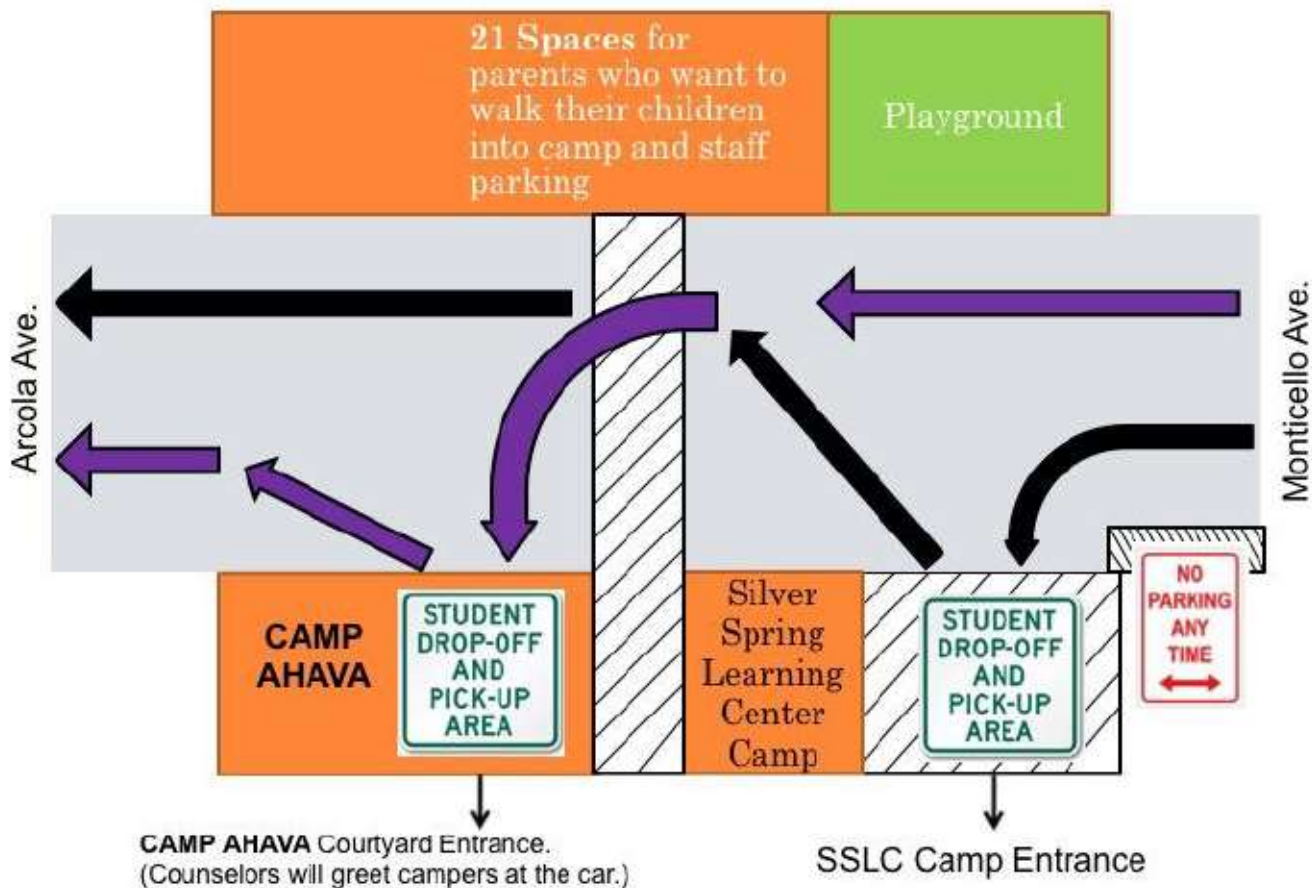 21 Spaces for
parents who want to
walk their children
into camp and staff
parking
Playground
Arcola Ave.
Monticello Ave.
CAMP
AHAVA
STUDENT
DROP-OFF
AND
PICK-UP
AREA
Silver
Spring
Learning
Center
Camp
STUDENT
DROP-OFF
AND
PICK-UP
AREA
NO
PARKING
ANY
TIME
CAMP AHAVA Courtyard Entrance.
(Counselors will greet campers at the car.)
SSLC Camp Entrance